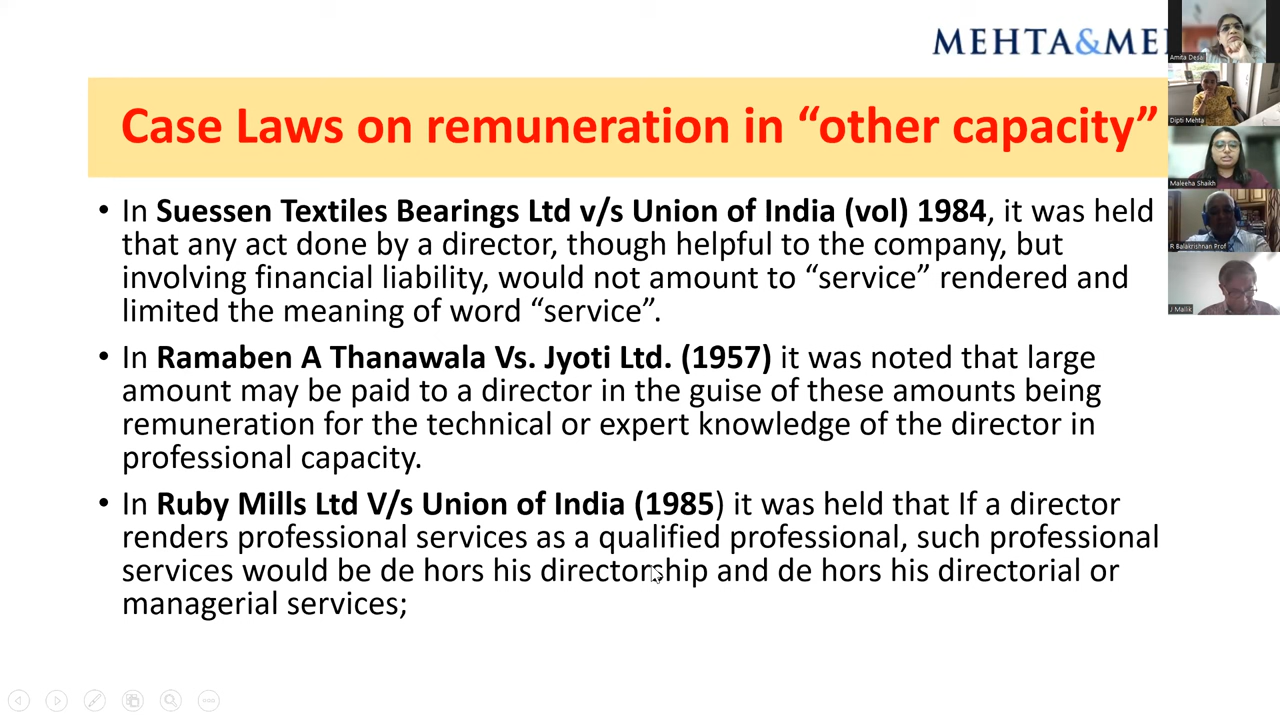 MEHTA&ME
Case Laws on remuneration in “other capacity”
• In Suessen Textiles Bearings Ltd v/s Union of India (vol) 1984, it was held
that any act done by a director, though helpful to the company, but
involving financial liability, would not amount to “service” rendered and
limited the meaning of word “service”.
• In Ramaben A Thanawala Vs. Jyoti Ltd. (1957) it was noted that large
amount may be paid to a director in the guise of these amounts being
remuneration for the technical or expert knowledge of the director in
professional capacity.
• In Ruby Mills Ltd V/s Union of India (1985) it was held that If a director
renders professional services as a qualified professional, such professional
services would be de hors his directorship and de hors his directorial or
managerial services;
Amita Desai
Dipti Mehta
Maleeha Shaikh
R Balakrishnan Prof
J Mallik